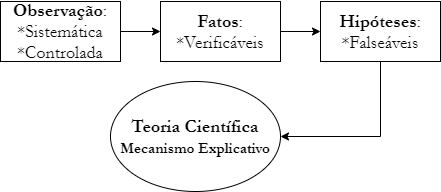 Observação:
*Sistemática
*Controlada
Fatos:
*Verificáveis
Hipóteses:
*Falseáveis
Teoria Científica
Mecanismo Explicativo